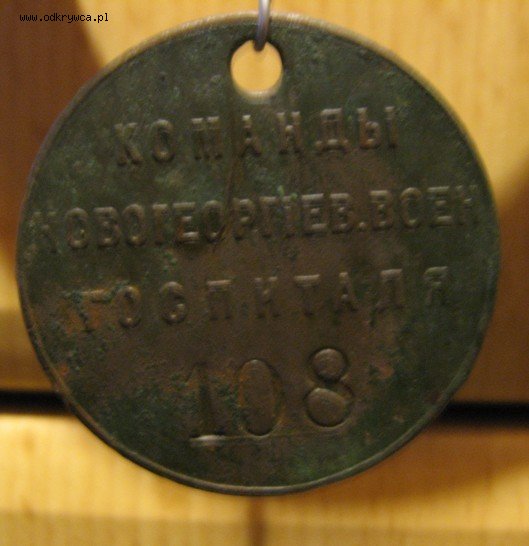 www.odkrywca.pl
КОМАНДЫ
НОВОГЕОРГІЕВ.ВОЕН
ГОСПИТАЛЯ
108